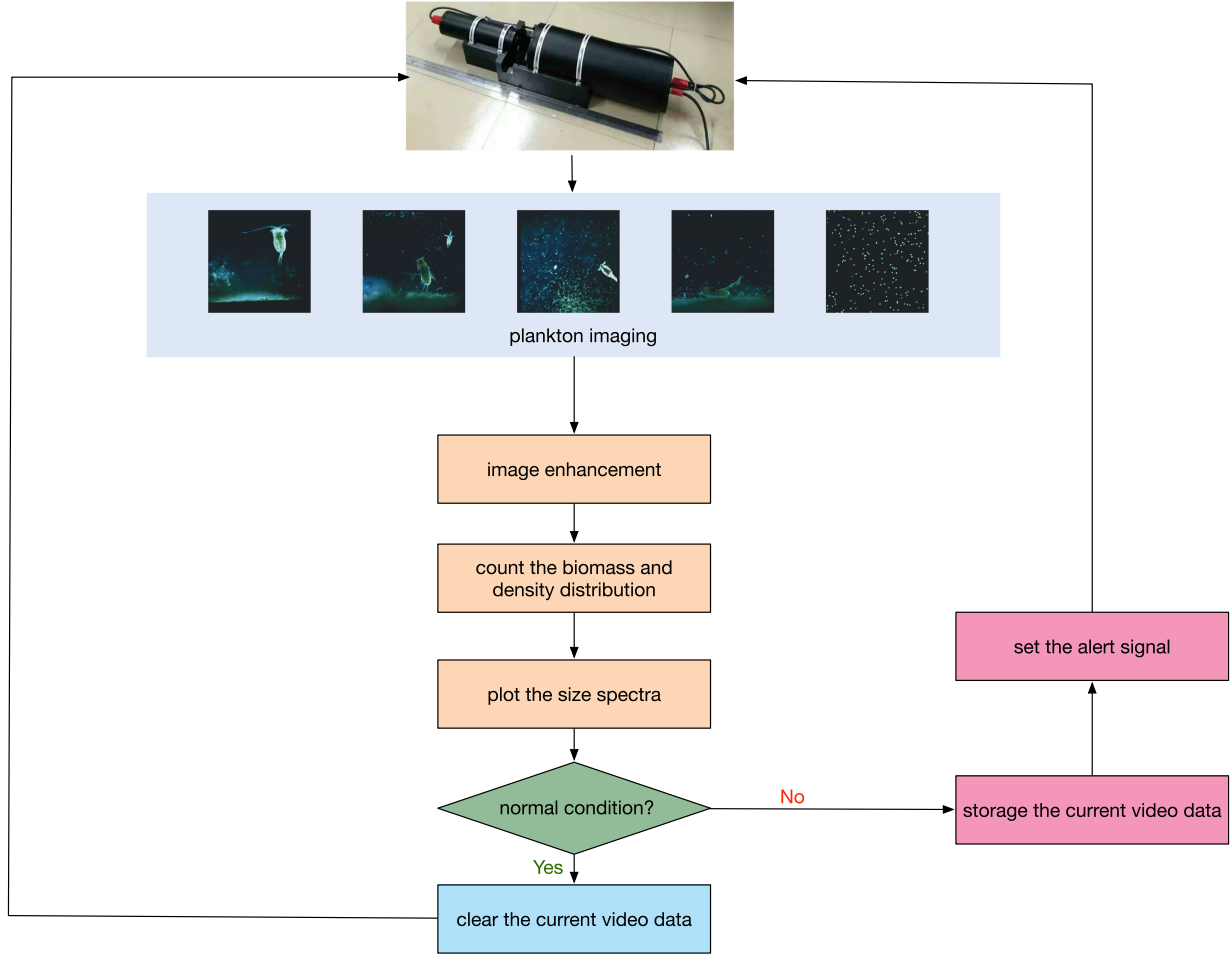 plankton imaging
image enhancement
count the biomass and
density distribution
plot the size spectra
normal condition?
No
Yes
clear the current video data
storage the current video data
set the alert signal